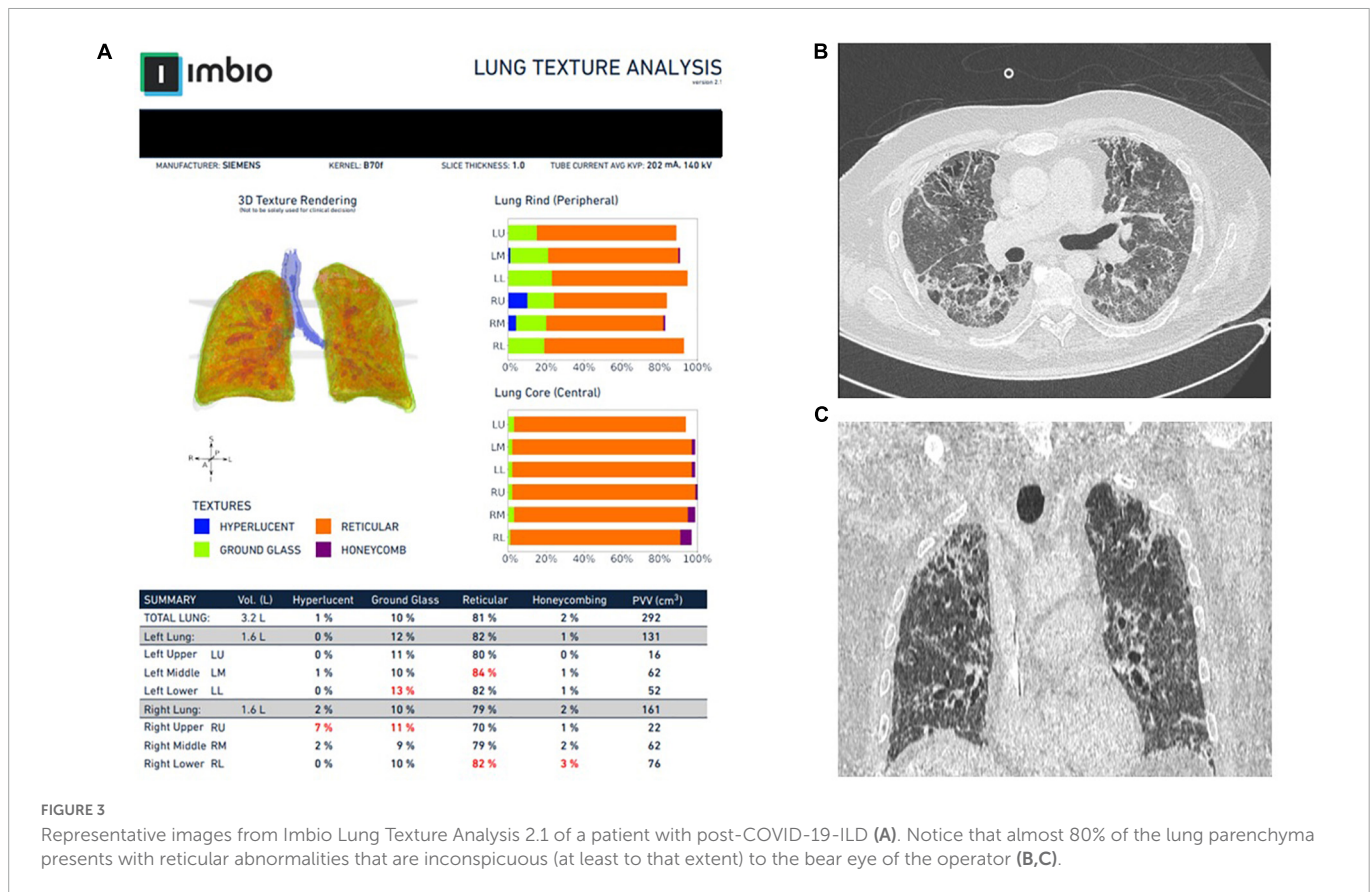 A
imbio
LUNG TEXTURE ANALYSIS
version 2.1
MANUFACTURER: SIEMENS KERNEL: B70f SLICE THICKNESS: 1.0 TUBE CURRENT AVG KVP: 202 mA, 140 kV
3D Texture Rendering
(Not to be solely used for clinical decision)
S
R P L
A
I
TEXTURES
HYPERLUCENT RETICULAR
GROUND GLASS HONEYCOMB
Lung Rind (Peripheral)
LU
LM
LL
RU
RM
RL
0% 20% 40% 60% 80% 100%
Lung Core (Central)
LU
LM
LL
RU
RM
RL
0% 20% 40% 60% 80% 100%
SUMMARY Vol. (L) Hyperlucent Ground Glass Reticular Honeycombing PVV (cm³)
TOTAL LUNG: 3.2 L 1 % 10 % 81 % 2 % 292
Left Lung: 1.6 L 0 % 12 % 82 % 1 % 131
Left Upper LU 0 % 11 % 80 % 0 % 16
Left Middle LM 1 % 10 % 84 % 1 % 62
Left Lower LL 0 % 13 % 82 % 1 % 52
Right Lung: 1.6 L 2 % 10 % 79 % 2 % 161
Right Upper RU 7 % 11 % 70 % 1 % 22
Right Middle RM 2 % 9 % 79 % 2 % 62
Right Lower RL 0 % 10 % 82 % 3 % 76
B
C
FIGURE 3
Representative images from Imbio Lung Texture Analysis 2.1 of a patient with post-COVID-19-ILD (A). Notice that almost 80% of the lung parenchyma
presents with reticular abnormalities that are inconspicuous (at least to that extent) to the bear eye of the operator (B,C).